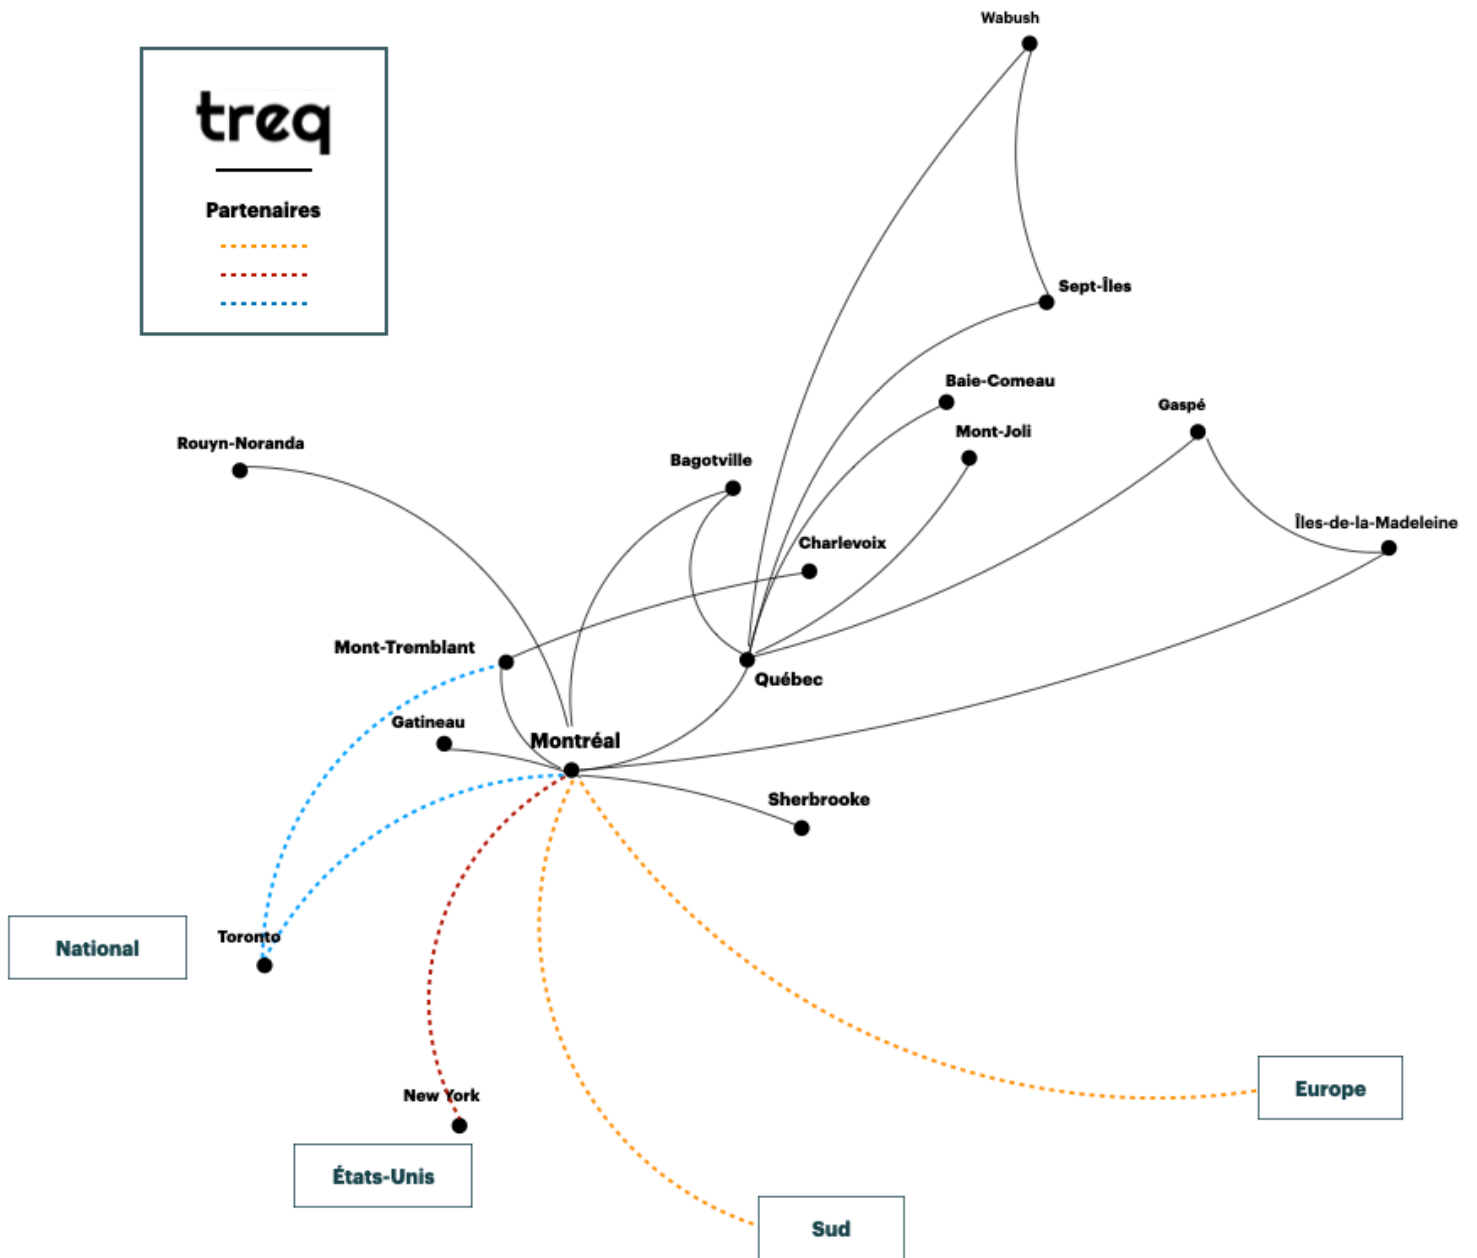 Wabush
treq
Partenaires
Sept-Îles
Baie-Comeau
Gaspé
Mont-Joli
Rouyn-Noranda
Bagotville
Îles-de-la-Madeleine
Charlevoix
Mont-Tremblant
Québec
Gatineau
Montréal
Sherbrooke
Toronto
National
Europe
New York
États-Unis
Sud